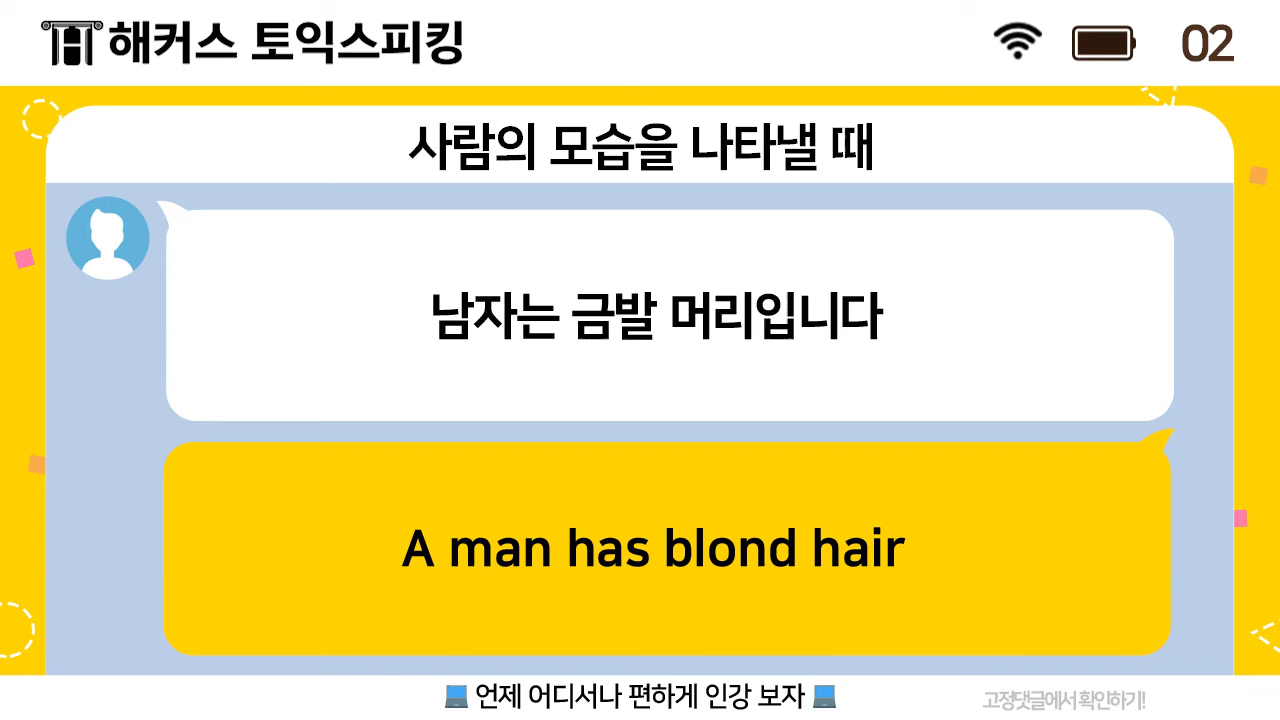 해커스 토익스피킹
02
사람의 모습을 나타낼 때
남자는 금발 머리입니다
A man has blond hair
언제 어디서나 편하게 인강 보자
고정댓글에서 확인하기!